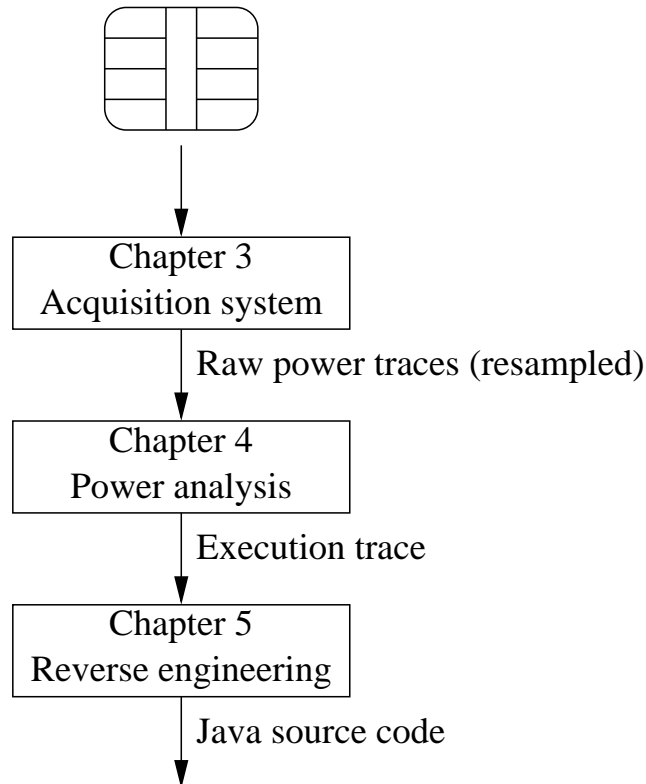 Chapter 3
Acquisition system
Raw power traces (resampled)
Chapter 4
Power analysis
Execution trace
Chapter 5
Reverse engineering
Java source code